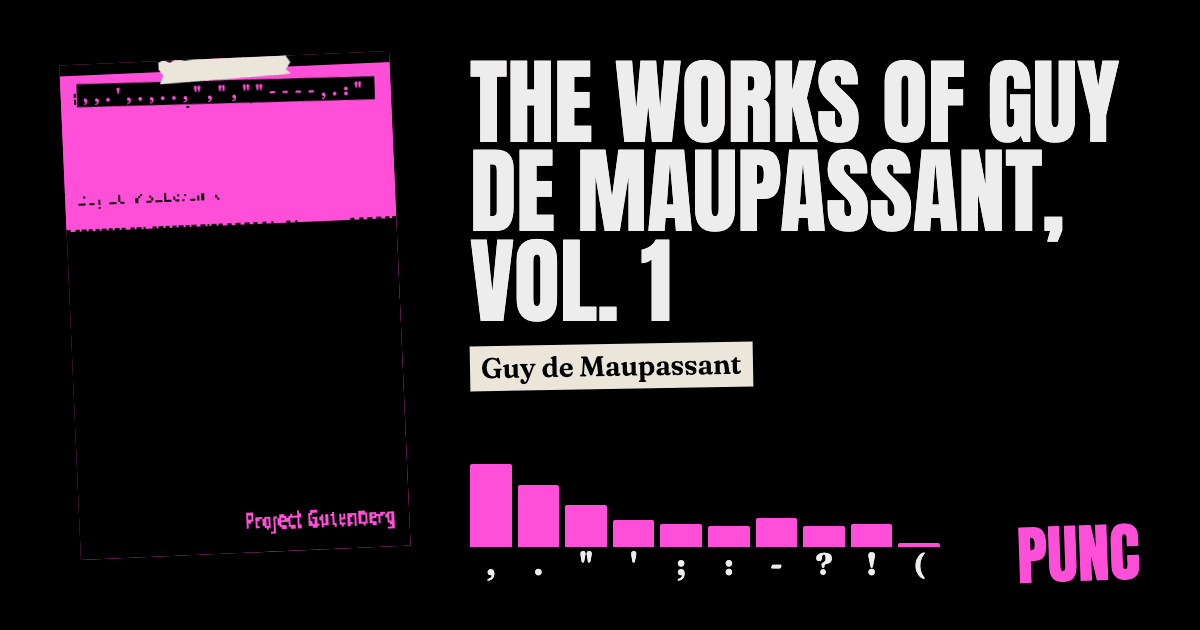 ,,.',.,..,",",""----,.:"
Project Gutenberg
THE WORKS OF GUY
DE MAUPASSANT,
VOL. 1
Guy de Maupassant
, . " ' ; : - ? ! (
PUNC